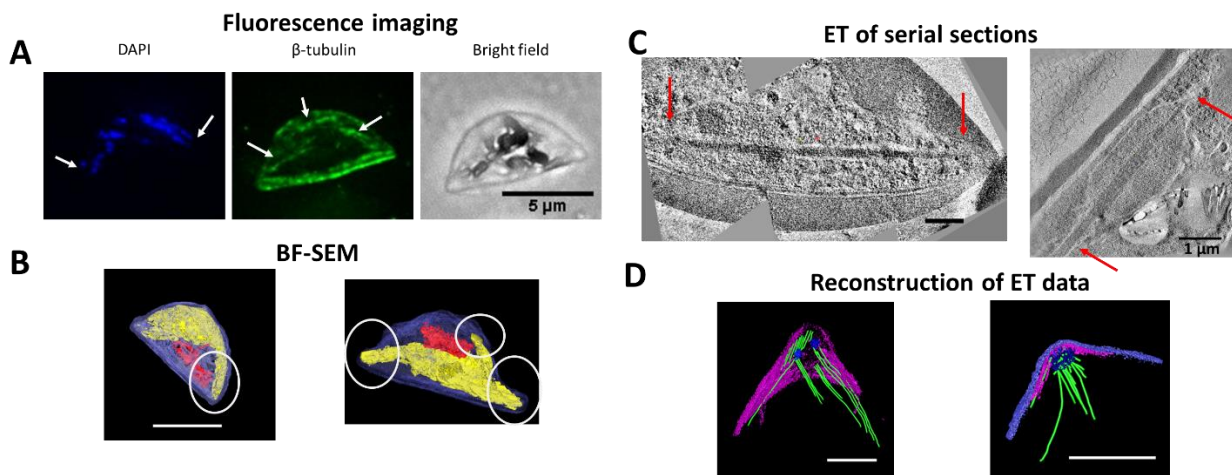 Fluorescence imaging
A
DAPI
β-tubulin
Bright field
5 µm
B
BF-SEM
C
ET of serial sections
1 µm
D
Reconstruction of ET data